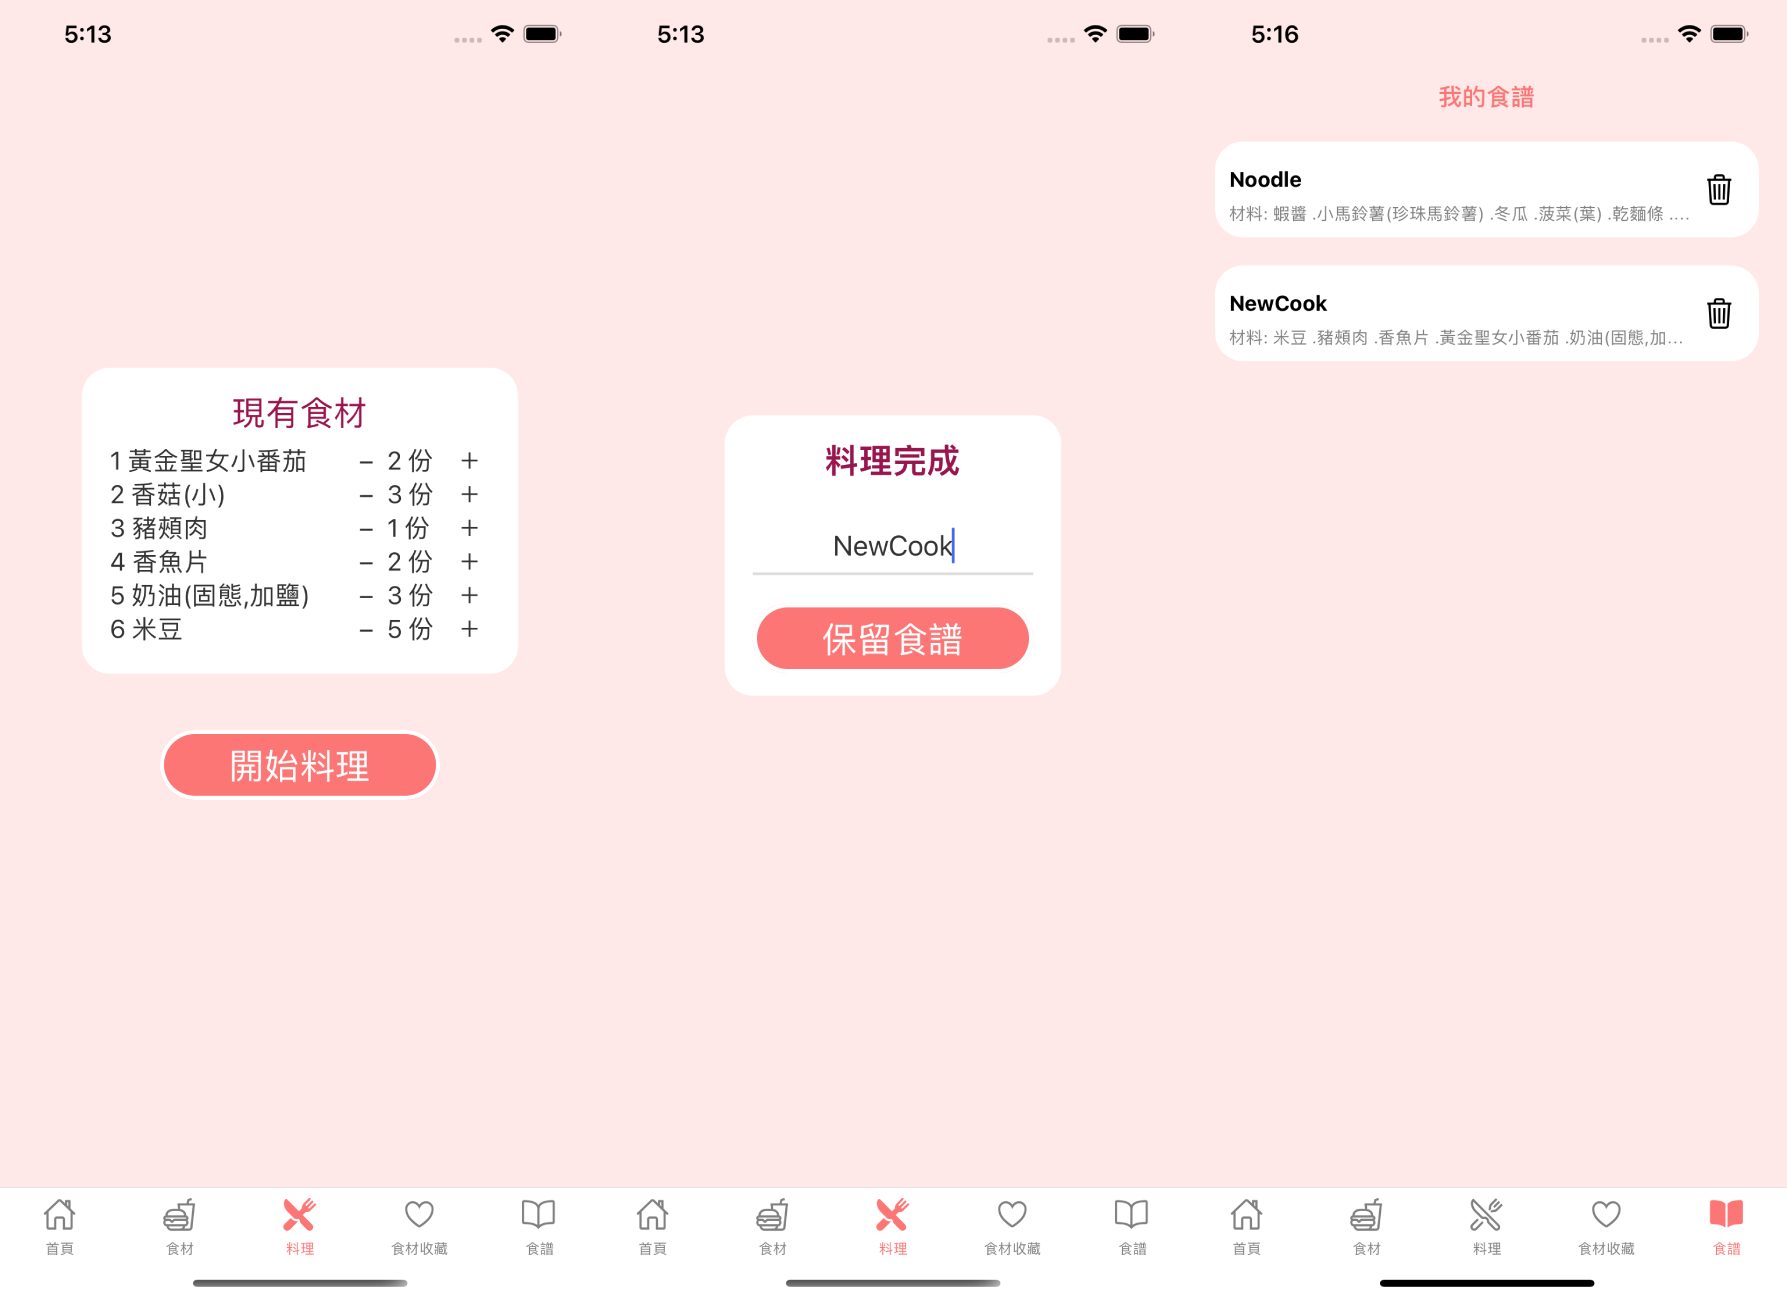 5:13
現有食材
1 黃金聖女小番茄 – 2 份 +
2 香菇(小) – 3 份 +
3 豬頰肉 – 1 份 +
4 香魚片 – 2 份 +
5 奶油(固態,加鹽) – 3 份 +
6 米豆 – 5 份 +
開始料理
首頁 食材 料理 食材收藏 食譜
5:13
料理完成
NewCook
保留食譜
首頁 食材 料理 食材收藏 食譜
5:16
我的食譜
Noodle
材料: 蝦醬 .小馬鈴薯(珍珠馬鈴薯) .冬瓜 .菠菜(葉) .乾麵條 ....
NewCook
材料: 米豆 .豬頰肉 .香魚片 .黃金聖女小番茄 .奶油(固態,加...
首頁 食材 料理 食材收藏 食譜